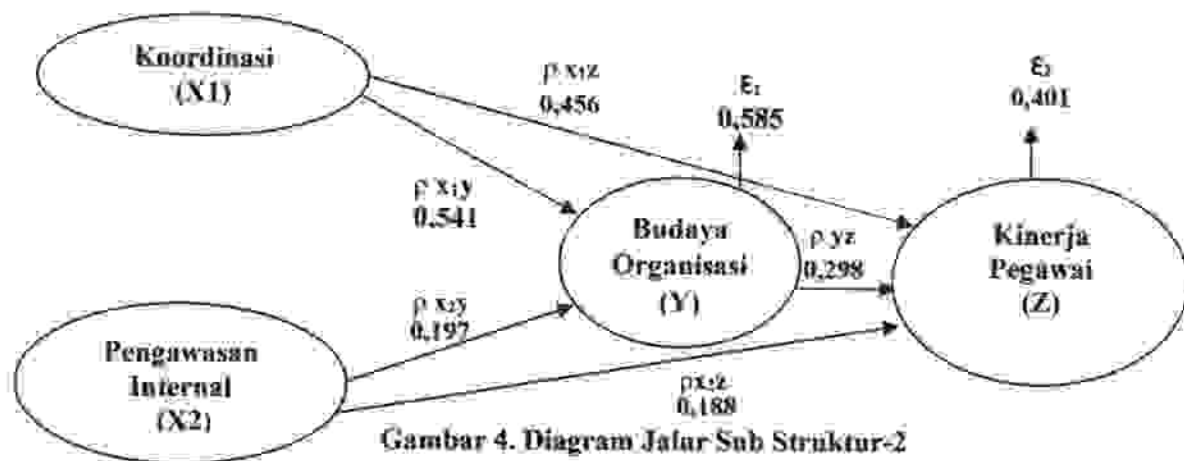 Koordinasi
(X1)
ρ x₁z
0,456
ε₁
0,585
ε₂
0,401
ρ x₁y
0,541
Budaya
Organisasi
(Y)
ρ yz
0,298
Kinerja
Pegawai
(Z)
ρ x₂y
0,197
Pengawasan
Internal
(X2)
ρx₂z
0,188
Gambar 4. Diagram Jalur Sub Struktur-2